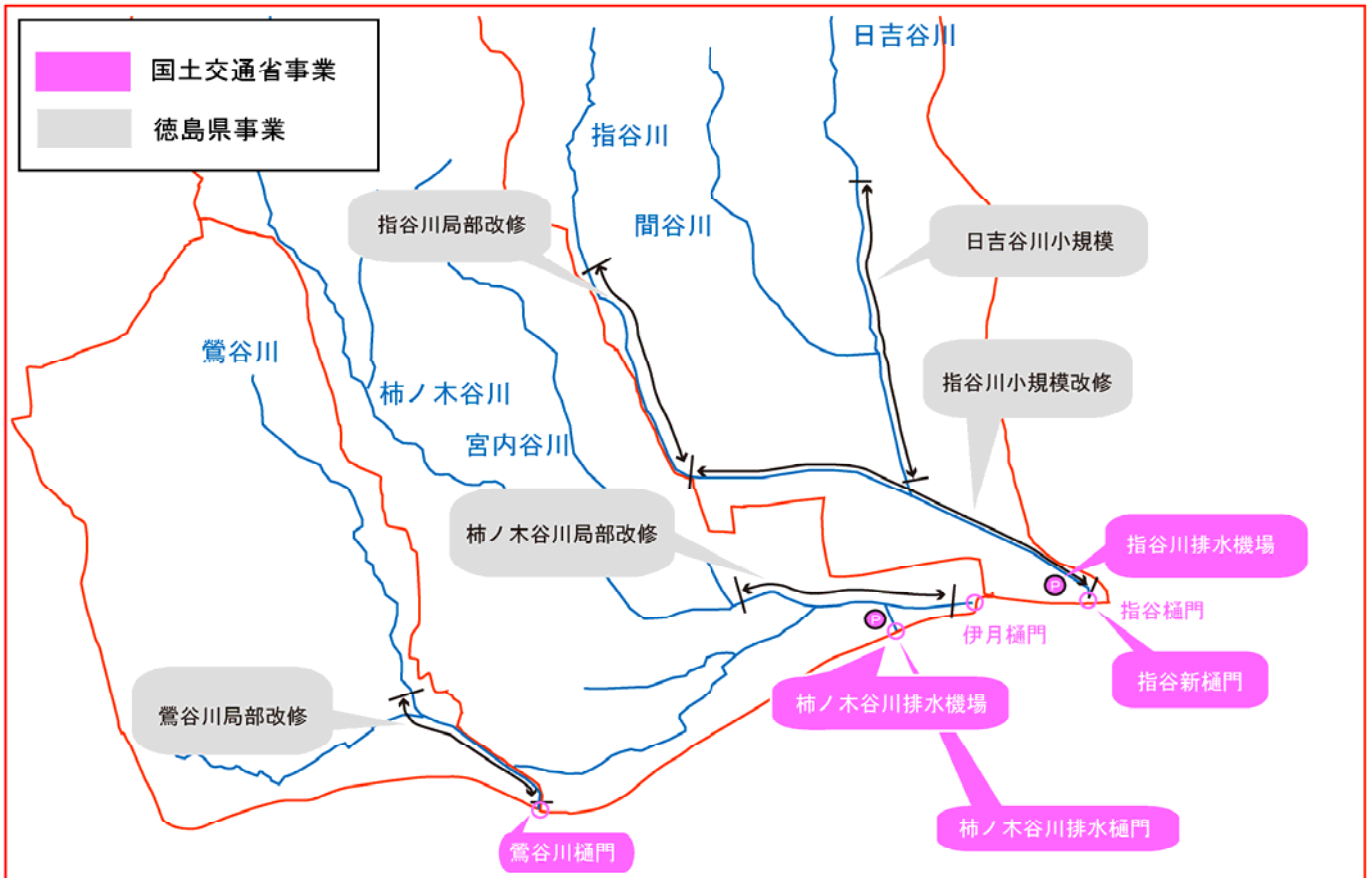 国土交通省事業
徳島県事業
日吉谷川
指谷川
間谷川
指谷川局部改修
日吉谷川小規模
鶯谷川
柿ノ木谷川
宮内谷川
指谷川小規模改修
柿ノ木谷川局部改修
指谷川排水機場
P
指谷樋門
P
伊月樋門
指谷新樋門
柿ノ木谷川排水機場
鶯谷川局部改修
柿ノ木谷川排水樋門
鶯谷川樋門